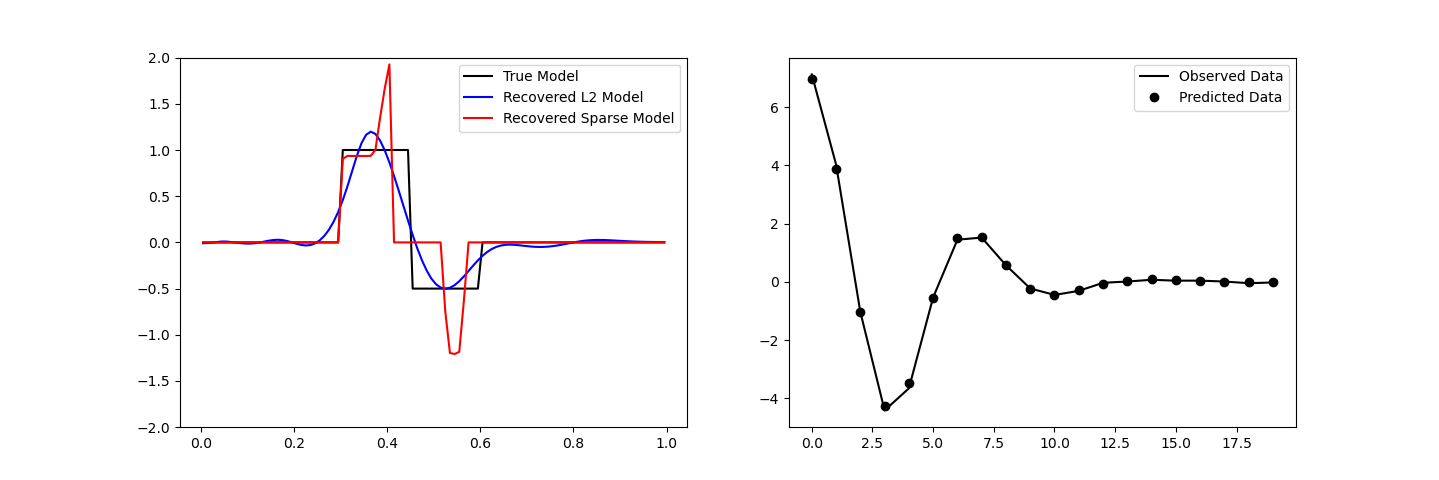 True Model
Recovered L2 Model
Recovered Sparse Model
2.0
1.5
1.0
0.5
0.0
−0.5
−1.0
−1.5
−2.0
0.0 0.2 0.4 0.6 0.8 1.0
Observed Data
Predicted Data
6
4
2
0
−2
−4
0.0 2.5 5.0 7.5 10.0 12.5 15.0 17.5